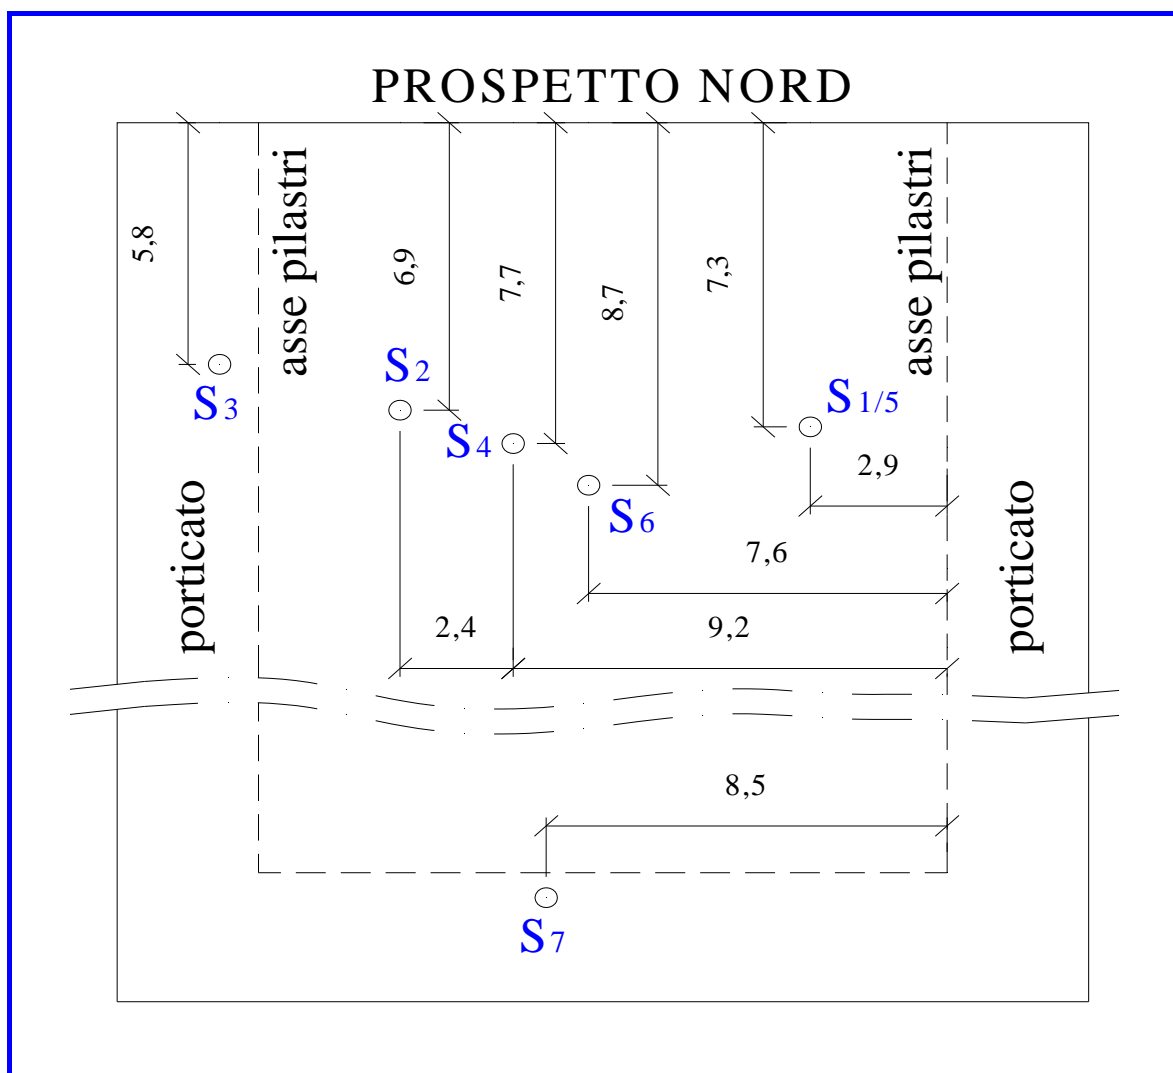 PROSPETTO NORD
asse pilastri
asse pilastri
5,8
6,9
7,7
8,7
7,3
S3
S2
S4
S6
S1/5
2,9
porticato
porticato
7,6
2,4
9,2
8,5
S7